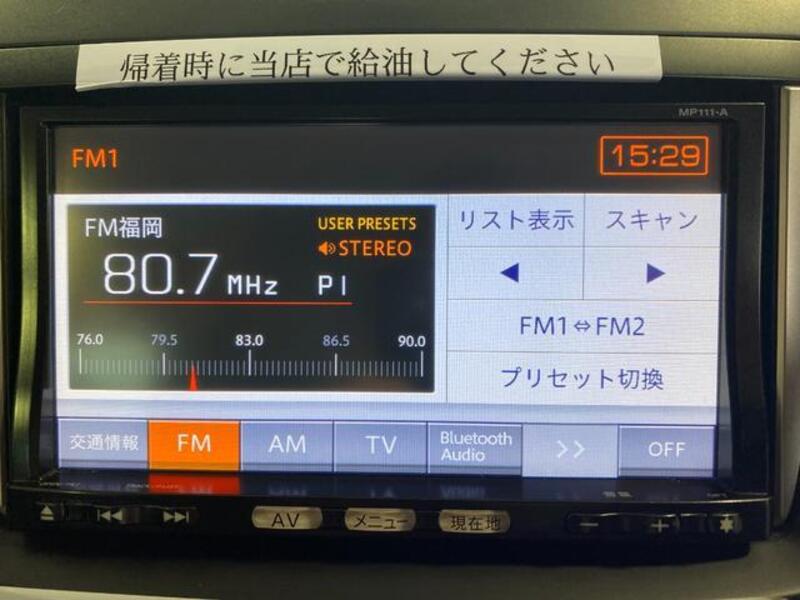 帰着時に当店で給油してください
MP111-A
FM1
15:29
FM福岡
USER PRESETS
STEREO
80.7 MHz P1
76.0 79.5 83.0 86.5 90.0
リスト表示
スキャン
◀ ▶
FM1⇔FM2
プリセット切換
交通情報
FM
AM
TV
Bluetooth
Audio
>>
OFF
AV
メニュー
現在地
− +